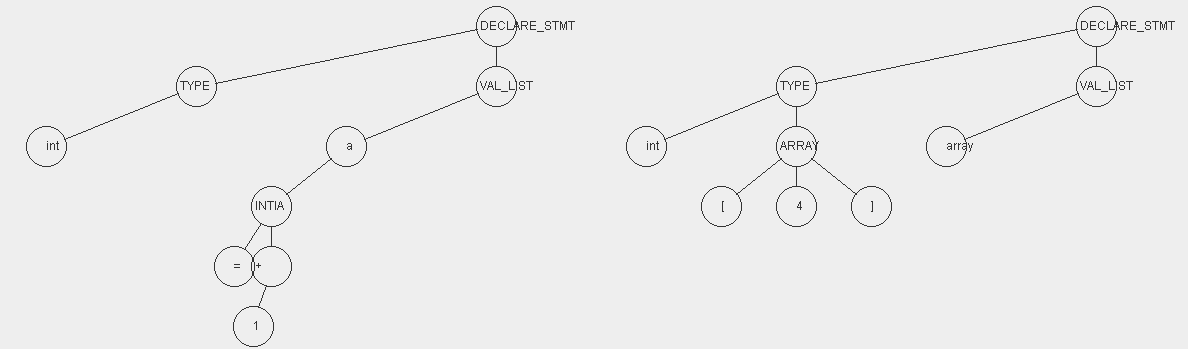 DECLARE_STMT
TYPE
VAL_LIST
int
a
INTIA
=
+
1
DECLARE_STMT
TYPE
VAL_LIST
int
ARRAY
array
[
4
]